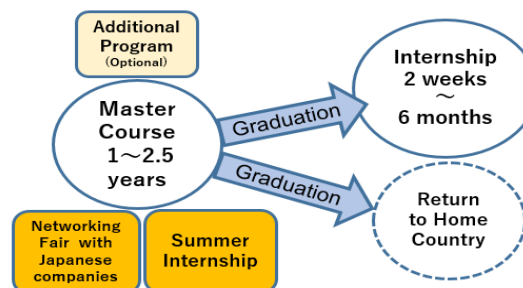 Additional
Program
(Optional)
Master
Course
1～2.5
years
Networking
Fair with
Japanese
companies
Summer
Internship
Graduation
Graduation
Internship
2 weeks
～
6 months
Return
to Home
Country